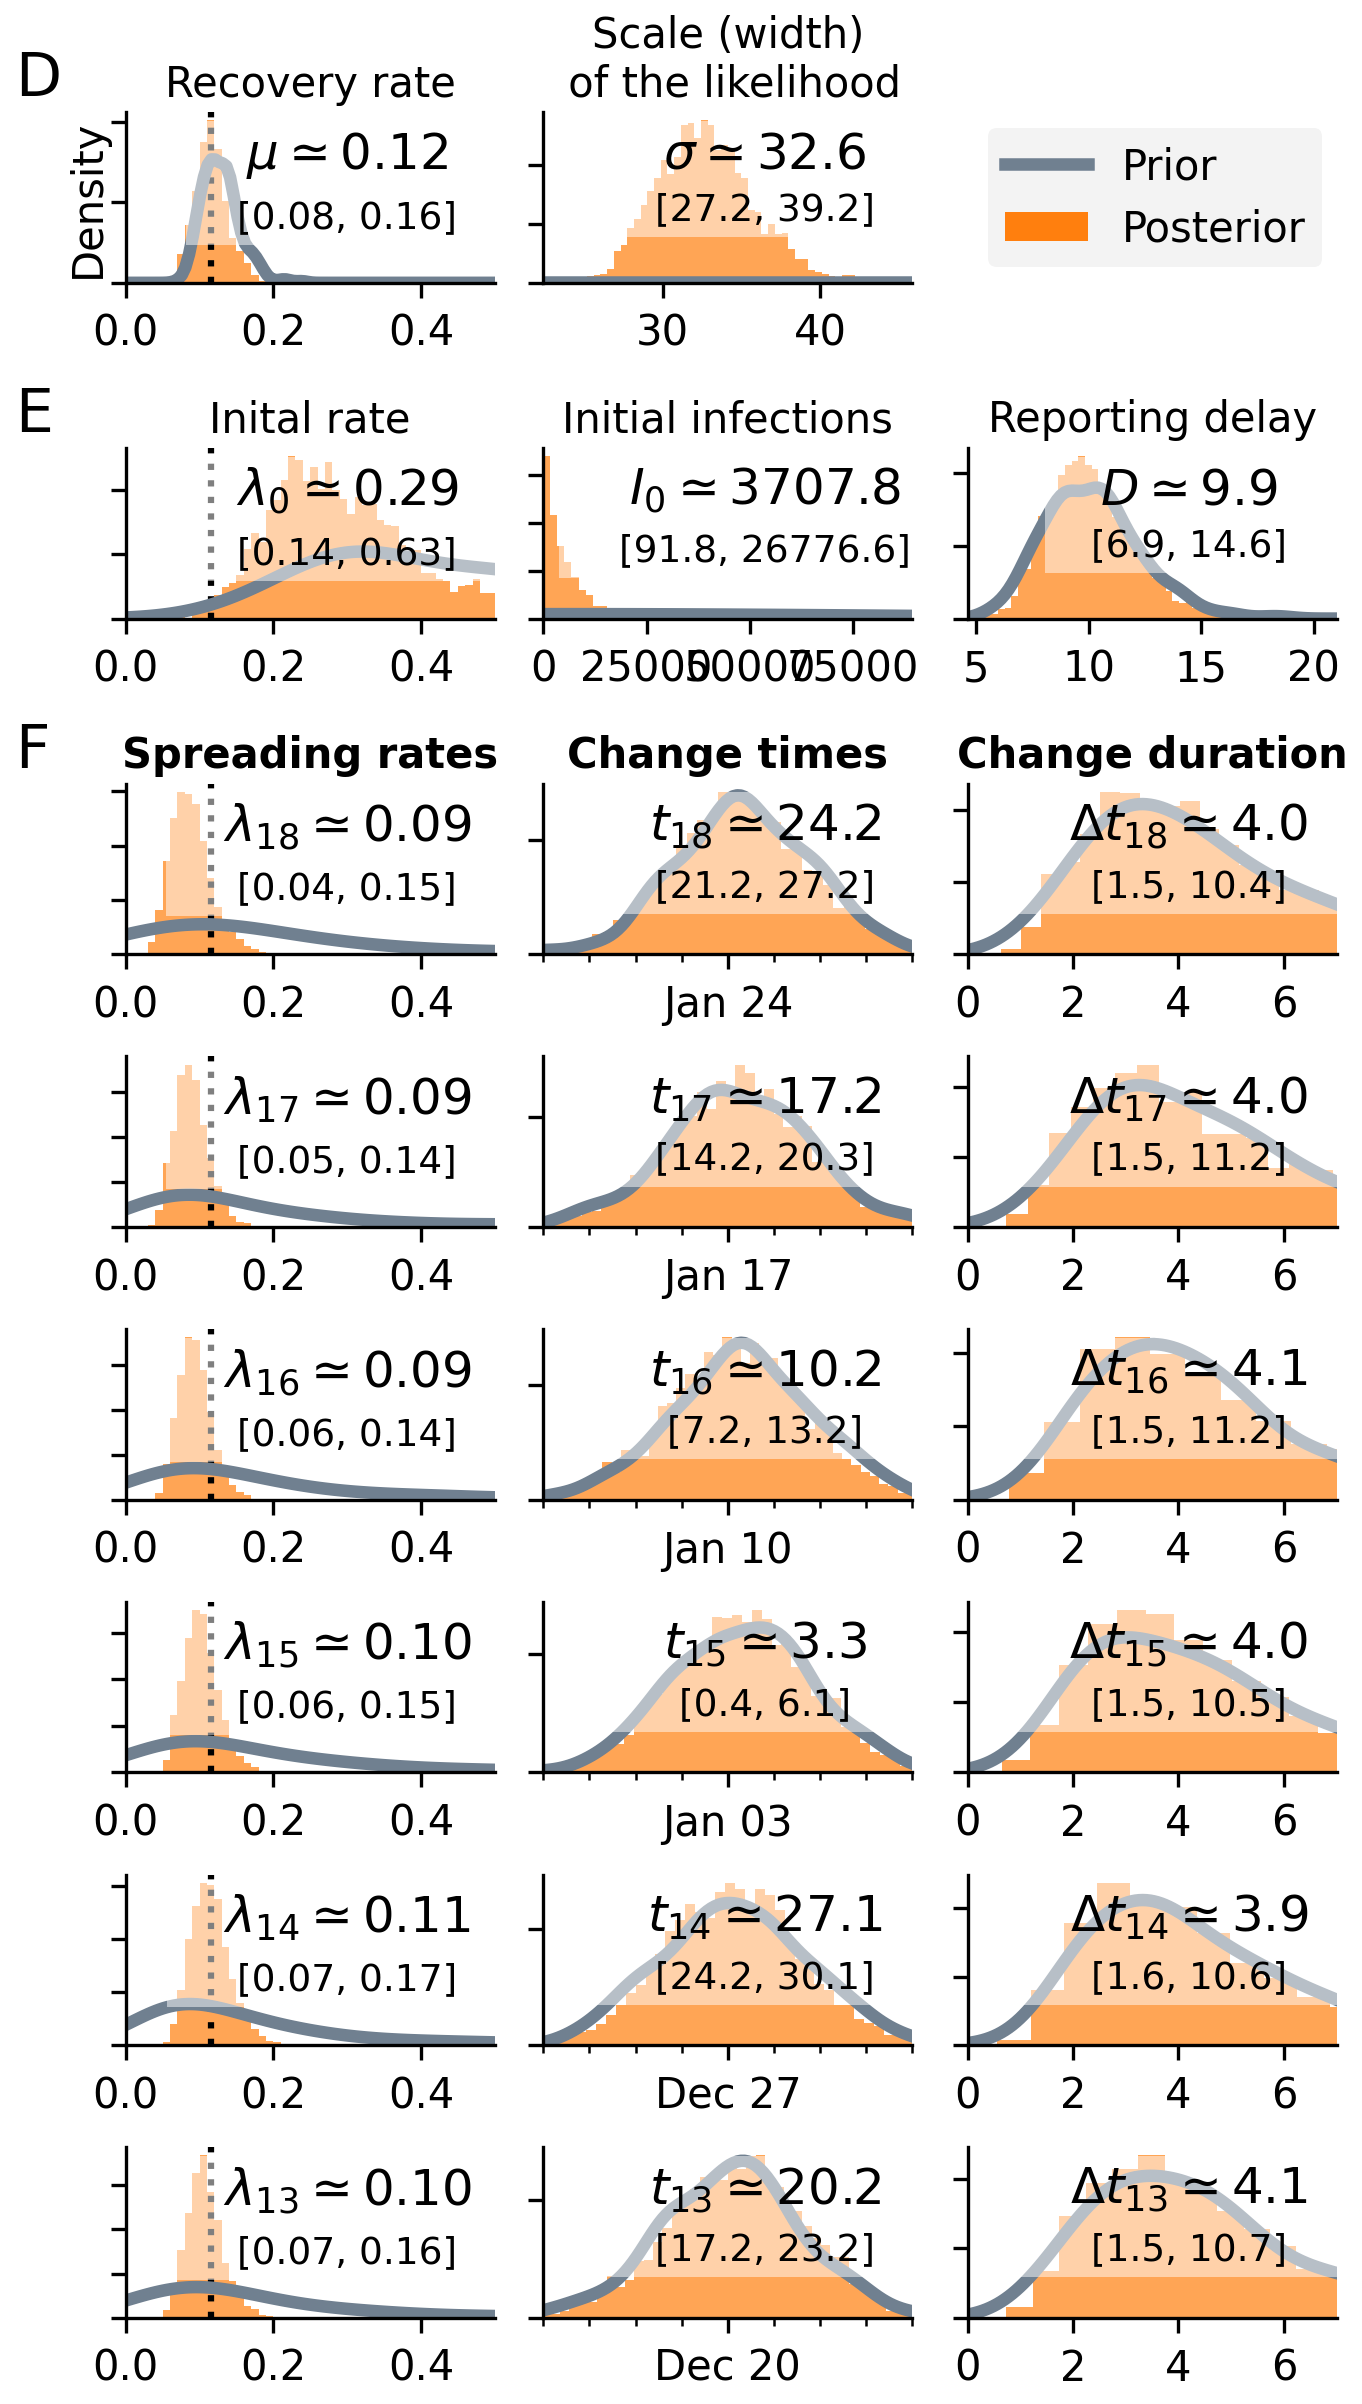 D
Recovery rate
Scale (width)
of the likelihood
Density
μ ≃ 0.12
[0.08, 0.16]
0.0 0.2 0.4
σ ≃ 32.6
[27.2, 39.2]
30 40
Prior
Posterior
E
Inital rate
λ0 ≃ 0.29
[0.14, 0.63]
0.0 0.2 0.4
Initial infections
I0 ≃ 3707.8
[91.8, 26776.6]
0 25000 50000 75000
Reporting delay
D ≃ 9.9
[6.9, 14.6]
5 10 15 20
F
Spreading rates
Change times
Change duration
λ18 ≃ 0.09
[0.04, 0.15]
0.0 0.2 0.4
t18 ≃ 24.2
[21.2, 27.2]
Jan 24
Δt18 ≃ 4.0
[1.5, 10.4]
0 2 4 6
λ17 ≃ 0.09
[0.05, 0.14]
0.0 0.2 0.4
t17 ≃ 17.2
[14.2, 20.3]
Jan 17
Δt17 ≃ 4.0
[1.5, 11.2]
0 2 4 6
λ16 ≃ 0.09
[0.06, 0.14]
0.0 0.2 0.4
t16 ≃ 10.2
[7.2, 13.2]
Jan 10
Δt16 ≃ 4.1
[1.5, 11.2]
0 2 4 6
λ15 ≃ 0.10
[0.06, 0.15]
0.0 0.2 0.4
t15 ≃ 3.3
[0.4, 6.1]
Jan 03
Δt15 ≃ 4.0
[1.5, 10.5]
0 2 4 6
λ14 ≃ 0.11
[0.07, 0.17]
0.0 0.2 0.4
t14 ≃ 27.1
[24.2, 30.1]
Dec 27
Δt14 ≃ 3.9
[1.6, 10.6]
0 2 4 6
λ13 ≃ 0.10
[0.07, 0.16]
0.0 0.2 0.4
t13 ≃ 20.2
[17.2, 23.2]
Dec 20
Δt13 ≃ 4.1
[1.5, 10.7]
0 2 4 6